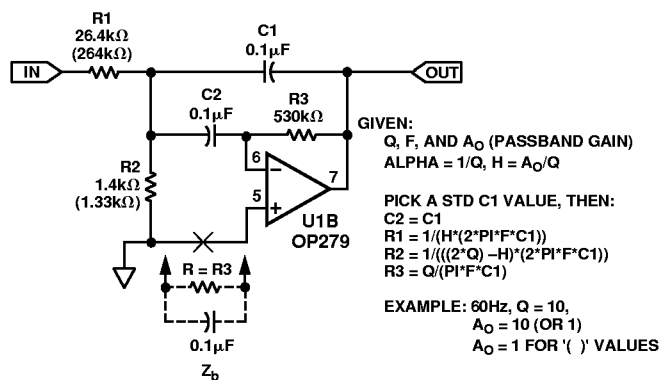 R1
26.4kΩ
(264kΩ)
C1
0.1µF
IN
OUT
C2
0.1µF
R3
530kΩ
R2
1.4kΩ
(1.33kΩ)
6
7
5
U1B
OP279
R = R3
0.1µF
Zb
GIVEN:
Q, F, AND AO (PASSBAND GAIN)
ALPHA = 1/Q, H = AO/Q
PICK A STD C1 VALUE, THEN:
C2 = C1
R1 = 1/(H*(2*PI*F*C1))
R2 = 1/(((2*Q) –H)*(2*PI*F*C1))
R3 = Q/(PI*F*C1)
EXAMPLE: 60Hz, Q = 10,
AO = 10 (OR 1)
AO = 1 FOR '( )' VALUES